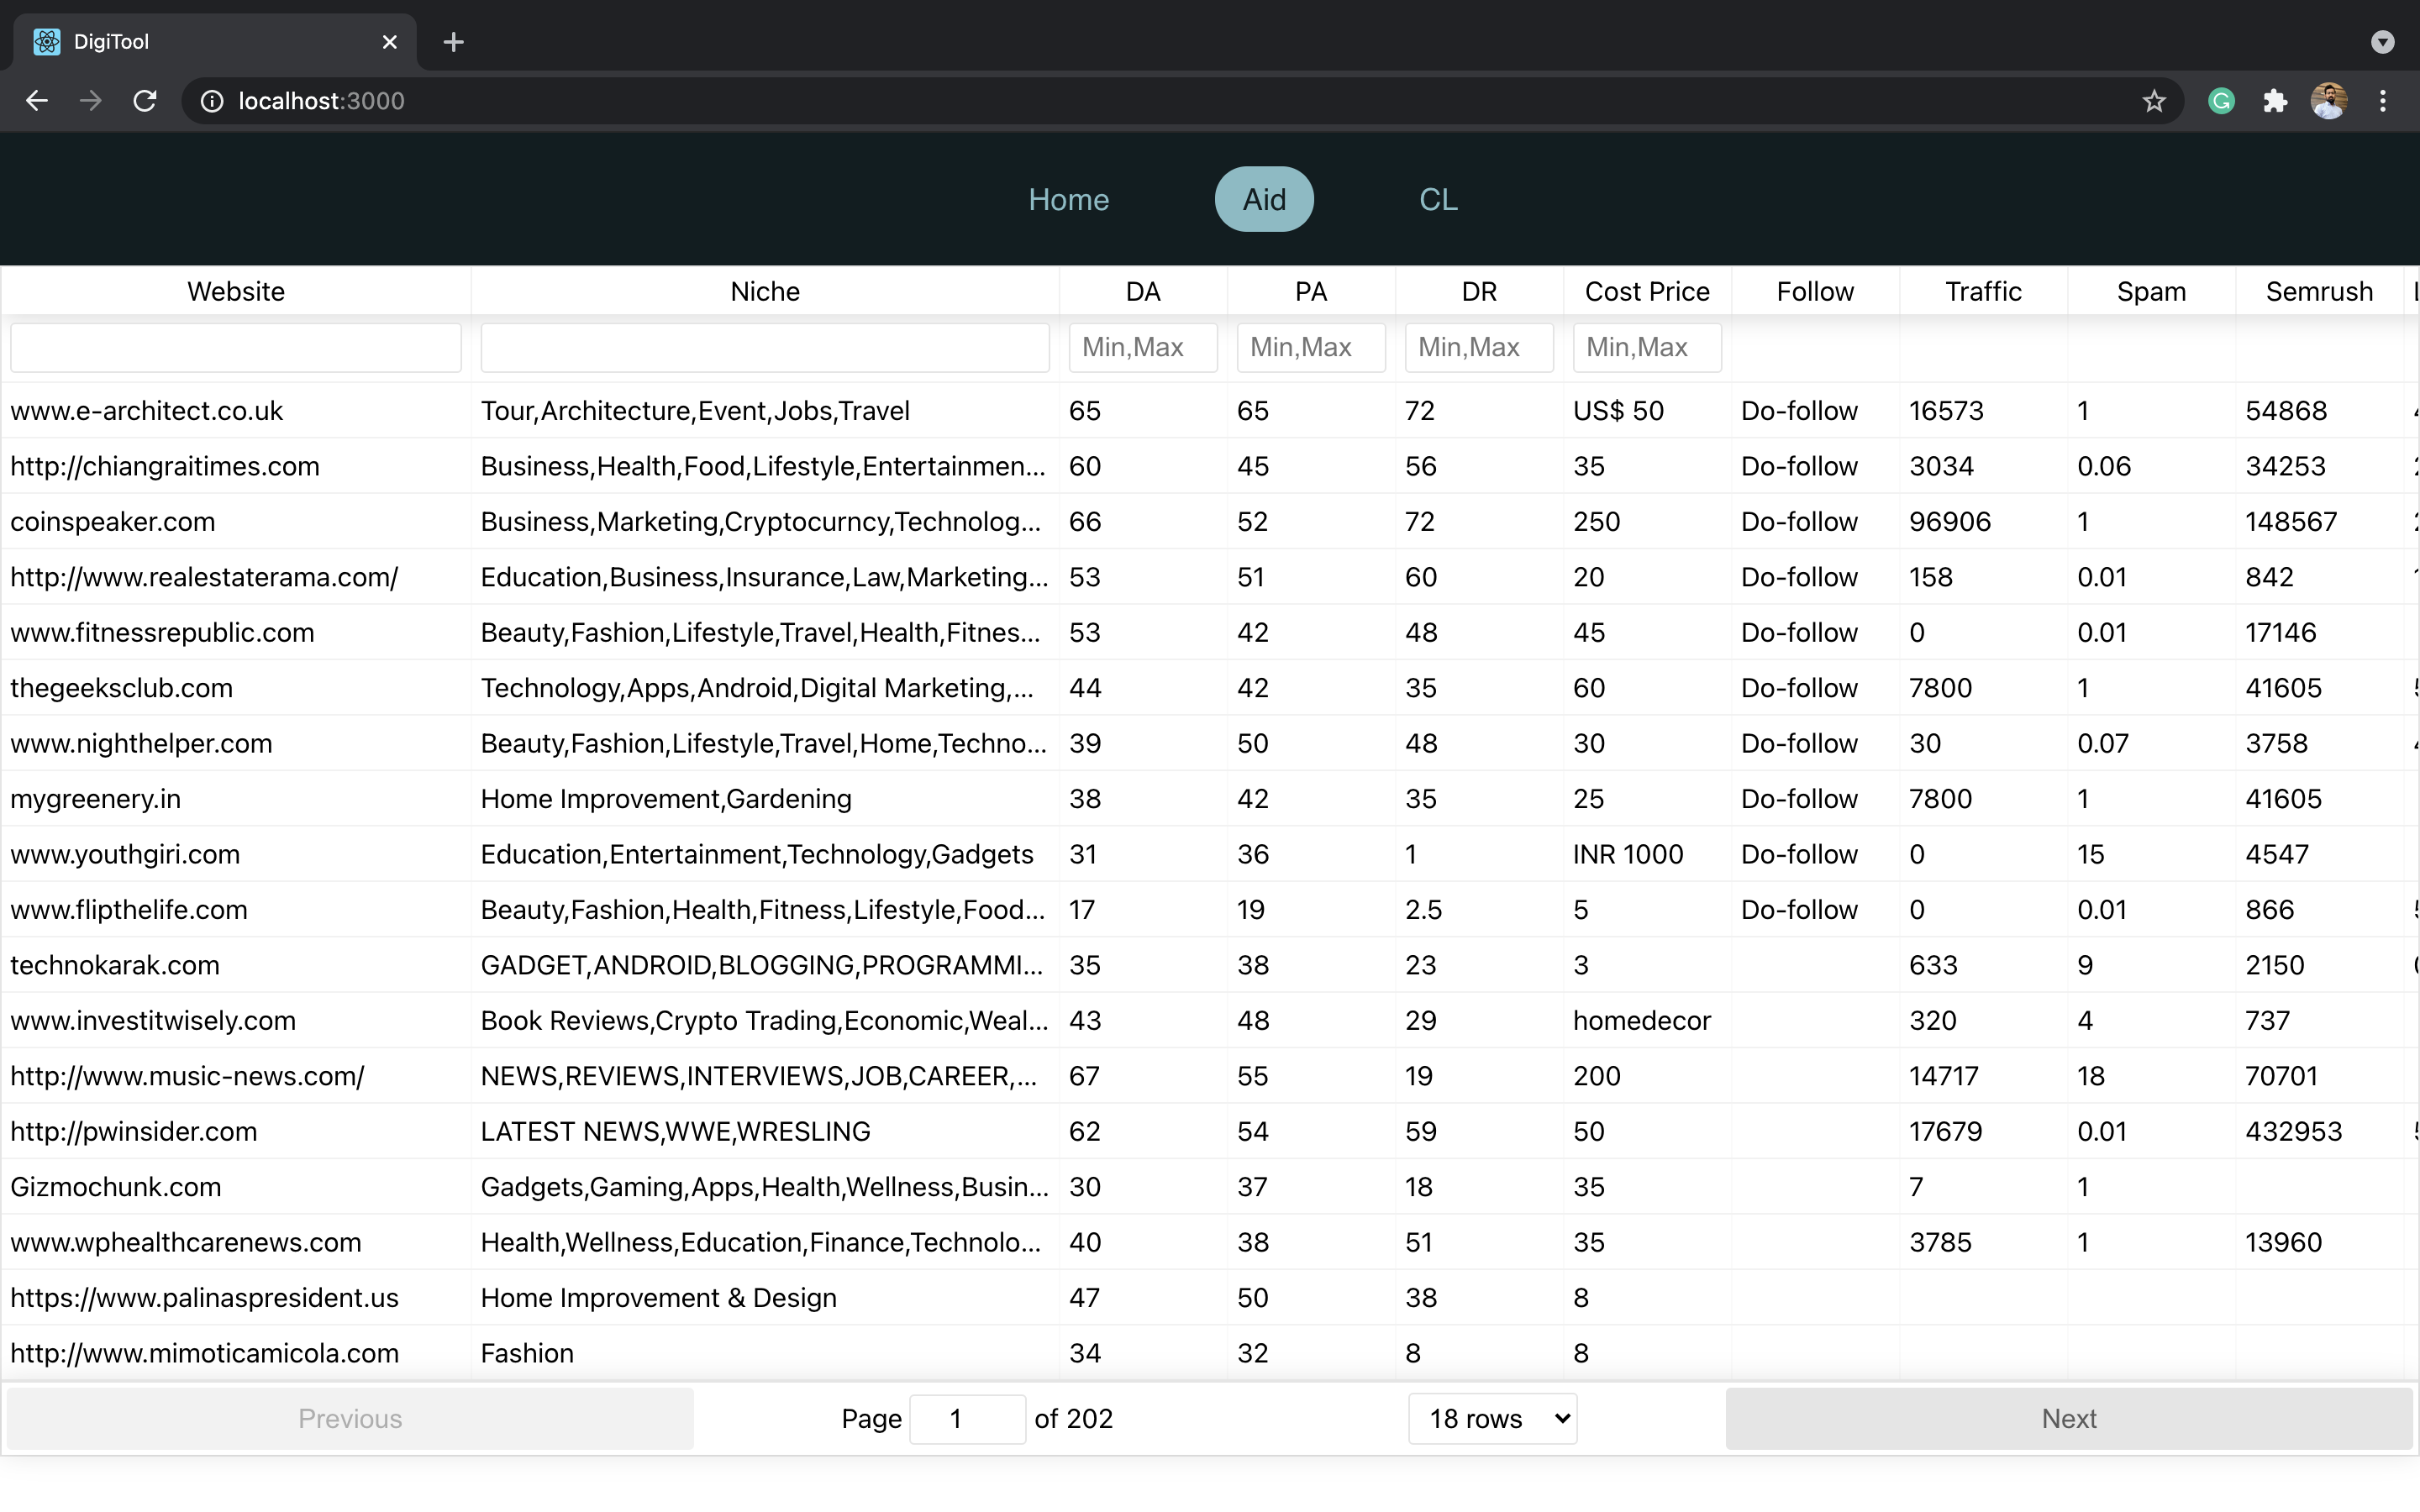 DigiTool
localhost:3000
Home Aid CL
Website Niche DA PA DR Cost Price Follow Traffic Spam Semrush
Min,Max Min,Max Min,Max Min,Max
www.e-architect.co.uk Tour,Architecture,Event,Jobs,Travel 65 65 72 US$ 50 Do-follow 16573 1 54868
http://chiangraitimes.com Business,Health,Food,Lifestyle,Entertainmen... 60 45 56 35 Do-follow 3034 0.06 34253
coinspeaker.com Business,Marketing,Cryptocurncy,Technolog... 66 52 72 250 Do-follow 96906 1 148567
http://www.realestaterama.com/ Education,Business,Insurance,Law,Marketing... 53 51 60 20 Do-follow 158 0.01 842
www.fitnessrepublic.com Beauty,Fashion,Lifestyle,Travel,Health,Fitnes... 53 42 48 45 Do-follow 0 0.01 17146
thegeeksclub.com Technology,Apps,Android,Digital Marketing,... 44 42 35 60 Do-follow 7800 1 41605
www.nighthelper.com Beauty,Fashion,Lifestyle,Travel,Home,Techno... 39 50 48 30 Do-follow 30 0.07 3758
mygreenery.in Home Improvement,Gardening 38 42 35 25 Do-follow 7800 1 41605
www.youthgiri.com Education,Entertainment,Technology,Gadgets 31 36 1 INR 1000 Do-follow 0 15 4547
www.flipthelife.com Beauty,Fashion,Health,Fitness,Lifestyle,Food... 17 19 2.5 5 Do-follow 0 0.01 866
technokarak.com GADGET,ANDROID,BLOGGING,PROGRAMMI... 35 38 23 3 633 9 2150
www.investitwisely.com Book Reviews,Crypto Trading,Economic,Weal... 43 48 29 homedecor 320 4 737
http://www.music-news.com/ NEWS,REVIEWS,INTERVIEWS,JOB,CAREER,... 67 55 19 200 14717 18 70701
http://pwinsider.com LATEST NEWS,WWE,WRESLING 62 54 59 50 17679 0.01 432953
Gizmochunk.com Gadgets,Gaming,Apps,Health,Wellness,Busin... 30 37 18 35 7 1
www.wphealthcarenews.com Health,Wellness,Education,Finance,Technolo... 40 38 51 35 3785 1 13960
https://www.palinaspresident.us Home Improvement & Design 47 50 38 8
http://www.mimoticamicola.com Fashion 34 32 8 8
Previous Page 1 of 202 18 rows Next